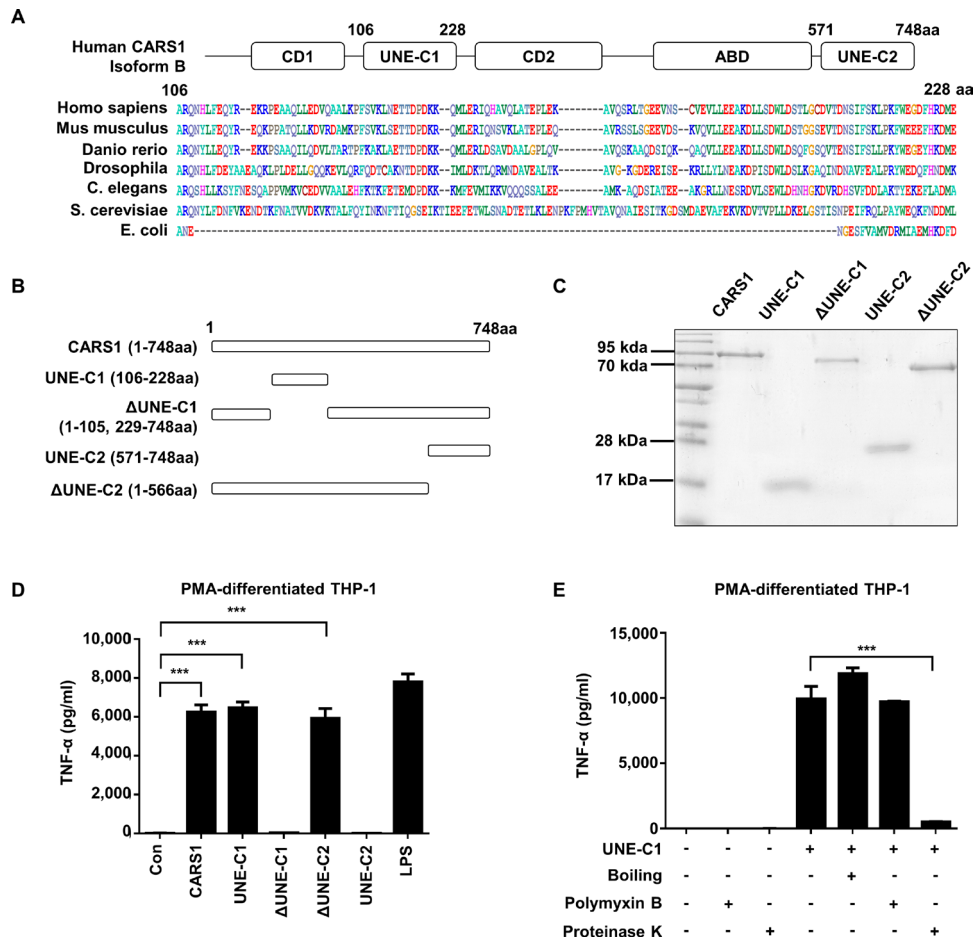 A
106 228 571 748aa
Human CARS1
Isoform B
CD1 UNE-C1 CD2 ABD UNE-C2
106 228 aa
Homo sapiens ARQNHLFEQYR--EKRPEAAQLLEDVQAALKPFSVKLNETTDPDKK--QMLERIQHAVQLATEPLEK--------AVQSRLTGEEVNS--CVEVLLEEAKDLLSDWLDSTLGCDVTDNSIFSKLPKFWEGDFHRDME
Mus musculus
Danio rerio
Drosophila
C. elegans
S. cerevisiae
E. coli
B
1 748aa
CARS1 (1-748aa)
UNE-C1 (106-228aa)
ΔUNE-C1
(1-105, 229-748aa)
UNE-C2 (571-748aa)
ΔUNE-C2 (1-566aa)
C
CARS1 UNE-C1 ΔUNE-C1 UNE-C2 ΔUNE-C2
95 kda
70 kda
28 kDa
17 kDa
D
PMA-differentiated THP-1
TNF-α (pg/ml)
10,000
8,000
6,000
4,000
2,000
0
***
***
***
Con CARS1 UNE-C1 ΔUNE-C1 ΔUNE-C2 UNE-C2 LPS
E
PMA-differentiated THP-1
TNF-α (pg/ml)
15,000
10,000
5,000
0
***
UNE-C1 - - - + + + +
Boiling - - - - + - -
Polymyxin B - + - - - + -
Proteinase K - - + - - - +